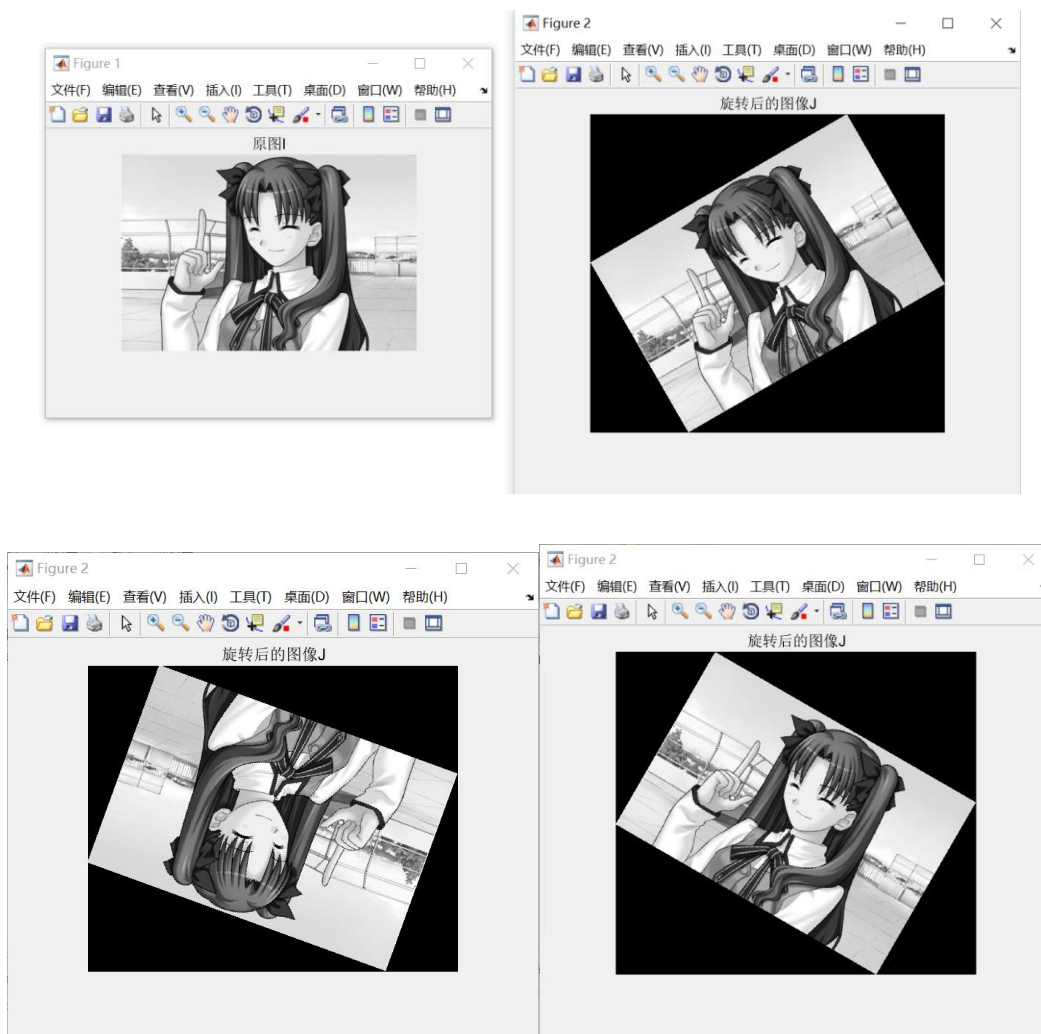 Figure 1
文件(F) 编辑(E) 查看(V) 插入(I) 工具(T) 桌面(D) 窗口(W) 帮助(H)
原图I
Figure 2
文件(F) 编辑(E) 查看(V) 插入(I) 工具(T) 桌面(D) 窗口(W) 帮助(H)
旋转后的图像J
Figure 2
文件(F) 编辑(E) 查看(V) 插入(I) 工具(T) 桌面(D) 窗口(W) 帮助(H)
旋转后的图像J
Figure 2
文件(F) 编辑(E) 查看(V) 插入(I) 工具(T) 桌面(D) 窗口(W) 帮助(H)
旋转后的图像J